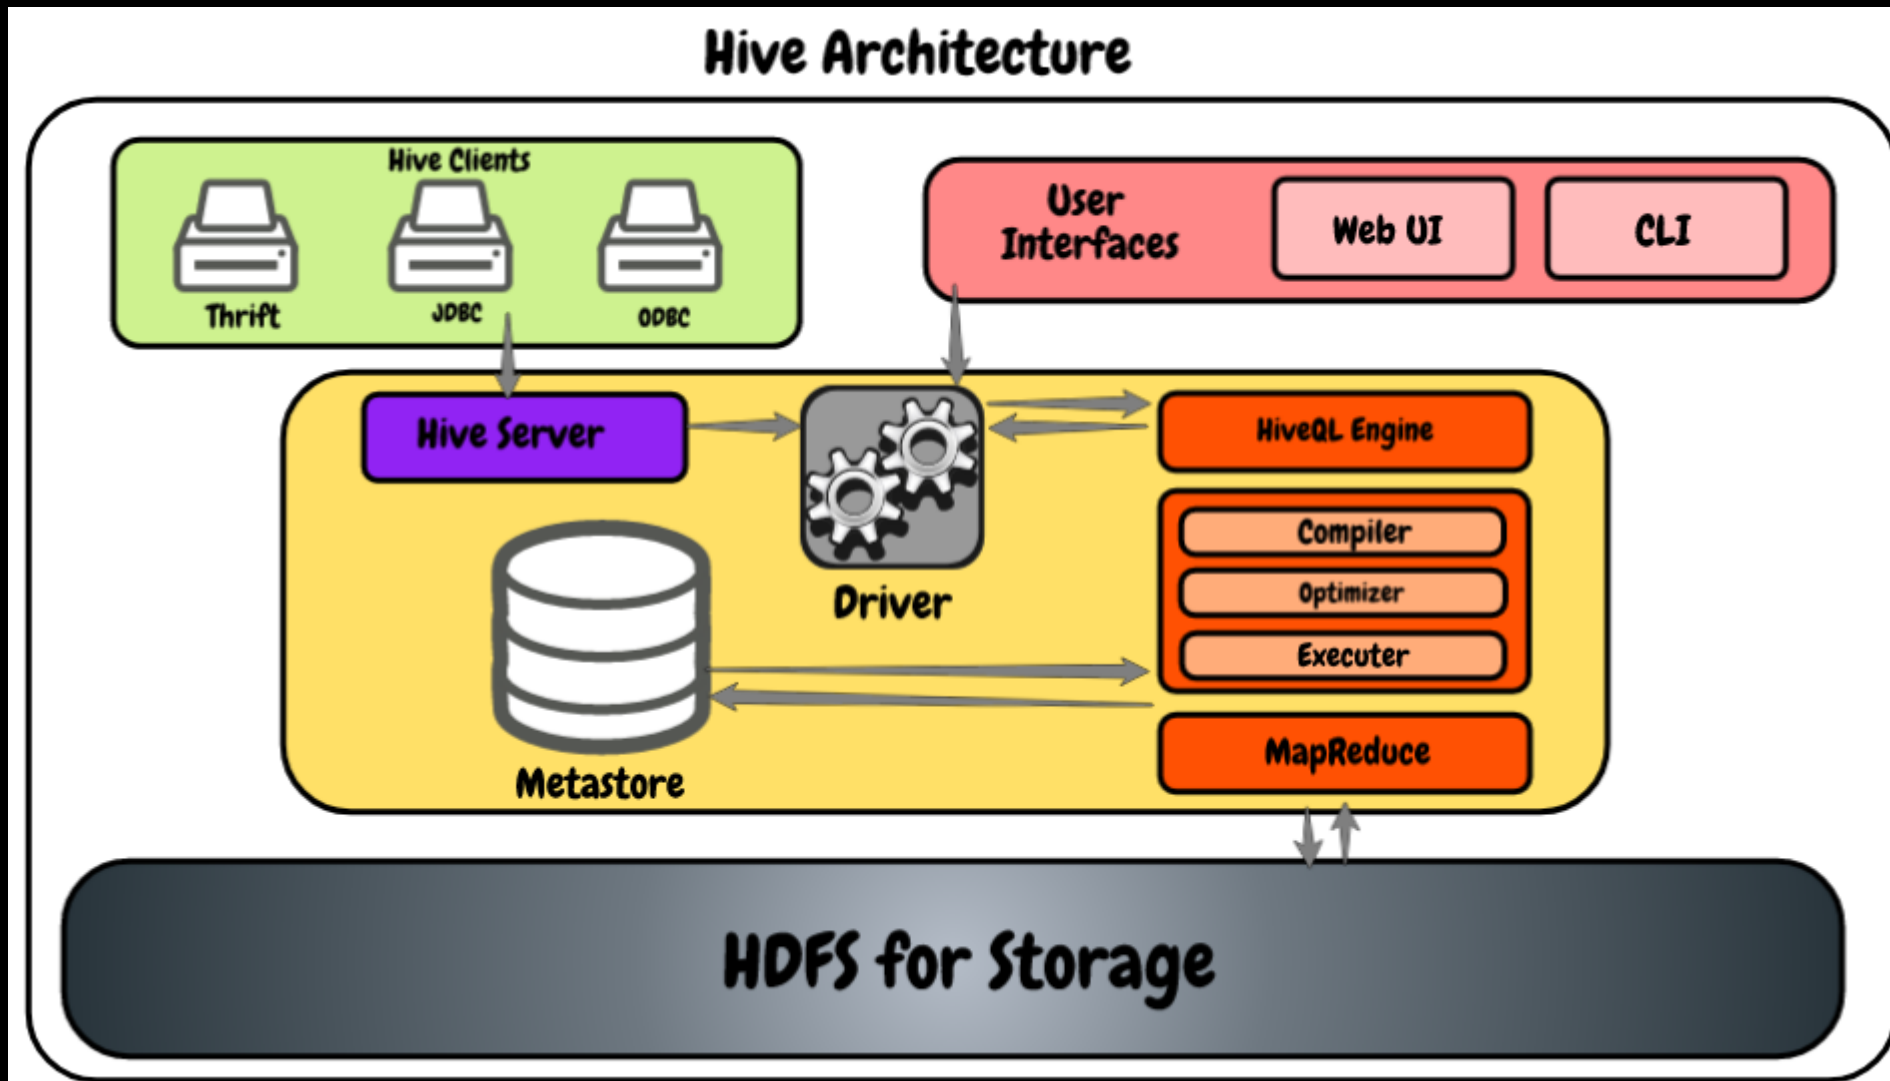 Hive Architecture
Hive Clients
Thrift
JDBC
ODBC
User
Interfaces
Web UI
CLI
Hive Server
Driver
HiveQL Engine
Compiler
Optimizer
Executer
Metastore
MapReduce
HDFS for Storage